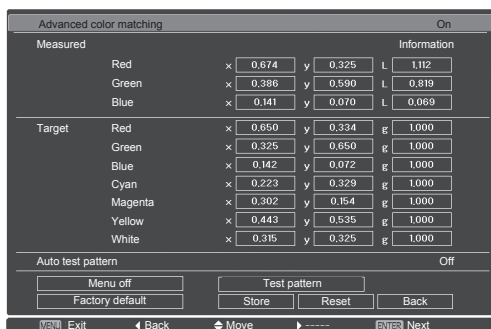 Advanced color matching On
Measured Information
Red x 0,674 y 0,325 L 1,112
Green x 0,386 y 0,590 L 0,819
Blue x 0,141 y 0,070 L 0,069
Target Red x 0,650 y 0,334 g 1,000
Green x 0,325 y 0,650 g 1,000
Blue x 0,142 y 0,072 g 1,000
Cyan x 0,223 y 0,329 g 1,000
Magenta x 0,302 y 0,154 g 1,000
Yellow x 0,443 y 0,535 g 1,000
White x 0,315 y 0,325 g 1,000
Auto test pattern Off
Menu off Test pattern
Factory default Store Reset Back
MENU Exit Back Move ----- ENTER Next